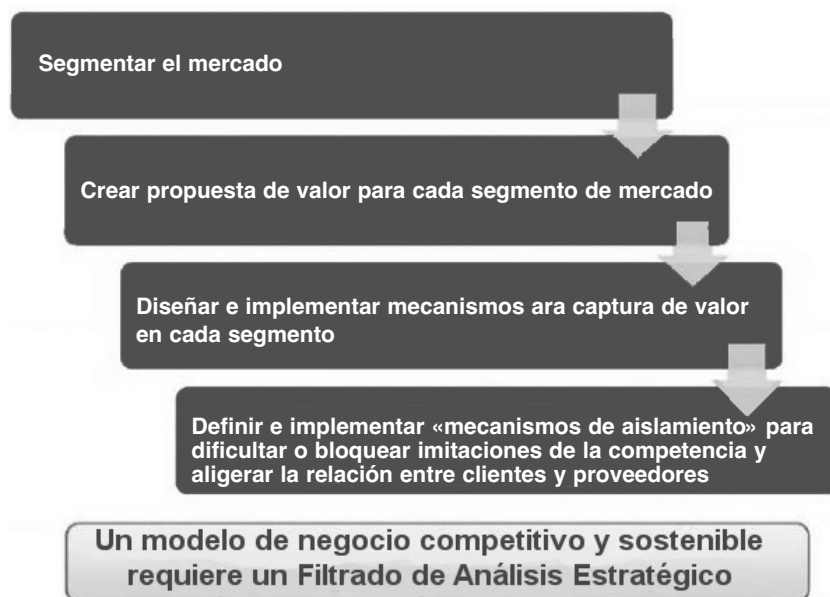 Segmentar el mercado
Crear propuesta de valor para cada segmento de mercado
Diseñar e implementar mecanismos ara captura de valor
en cada segmento
Definir e implementar «mecanismos de aislamiento» para
dificultar o bloquear imitaciones de la competencia y
aligerar la relación entre clientes y proveedores
Un modelo de negocio competitivo y sostenible
requiere un Filtrado de Análisis Estratégico